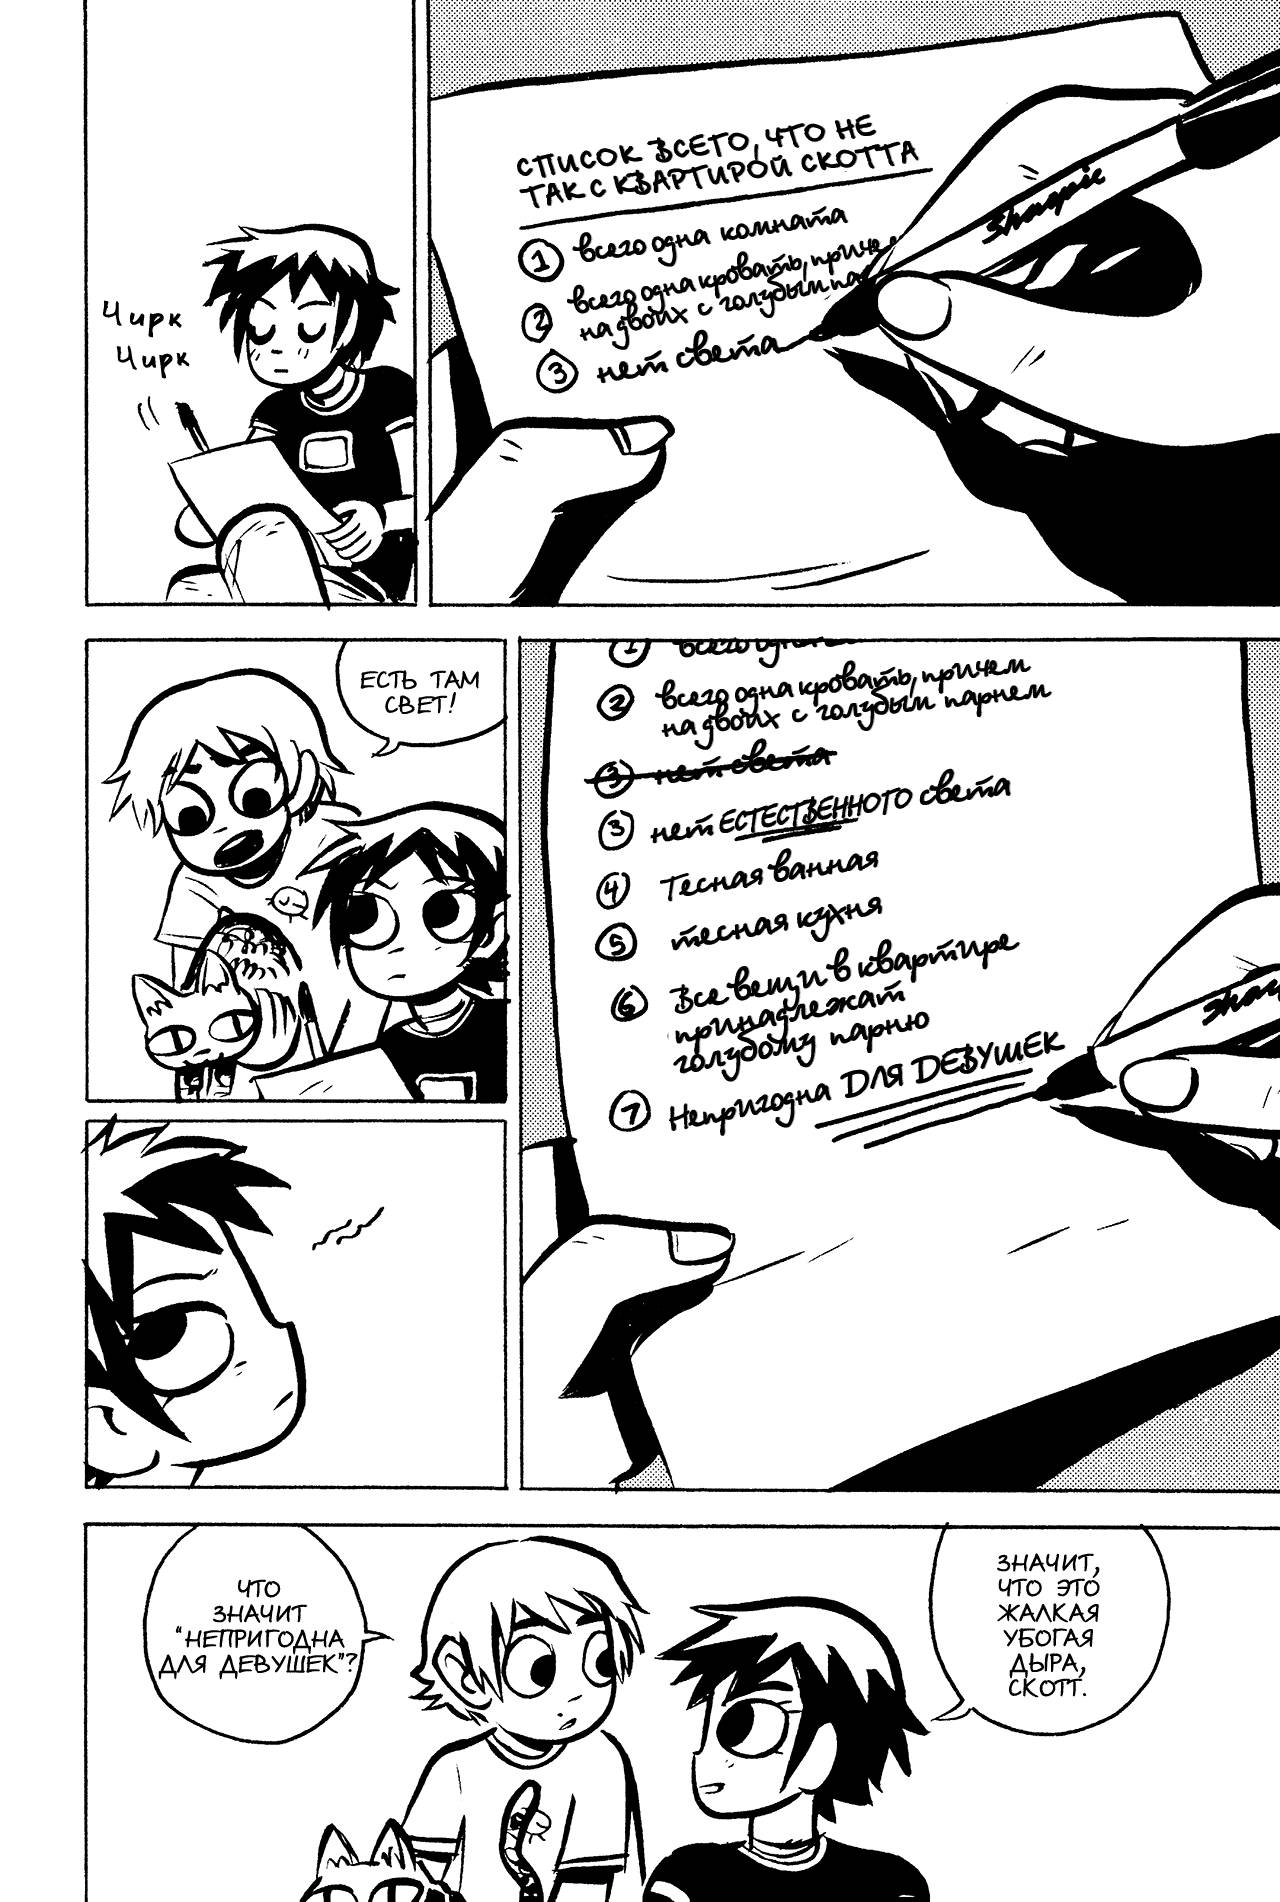 Чирк
Чирк
СПИСОК ВСЕГО, ЧТО НЕ
ТАК С КВАРТИРОЙ СКОТТА
1 всего одна комната
2 всего одна кровать, причем
на двоих с голубым па
3 нет света
Sharpie
ЕСТЬ ТАМ
СВЕТ!
1
2 всего одна кровать, причем
на двоих с голубым парнем
3 нет света
3 нет ЕСТЕСТВЕННОГО света
4 Тесная ванная
5 тесная кухня
6 Все вещи в квартире
принадлежат
голубому парню
7 Непригодна ДЛЯ ДЕВУШЕК
ЧТО
ЗНАЧИТ
"НЕПРИГОДНА
ДЛЯ ДЕВУШЕК"?
ЗНАЧИТ,
ЧТО ЭТО
ЖАЛКАЯ
УБОГАЯ
ДЫРА,
СКОТТ.